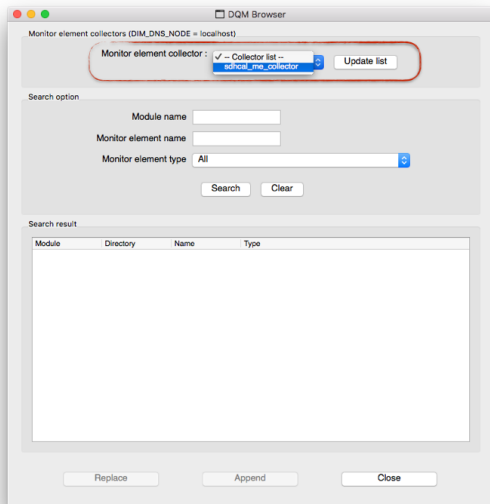 DQM Browser
Monitor element collectors (DIM_DNS_NODE = localhost)
Monitor element collector :
✓ -- Collector list --
sdhcal_me_collector
Update list
Search option
Module name
Monitor element name
Monitor element type All
Search Clear
Search result
Module Directory Name Type
Replace Append Close